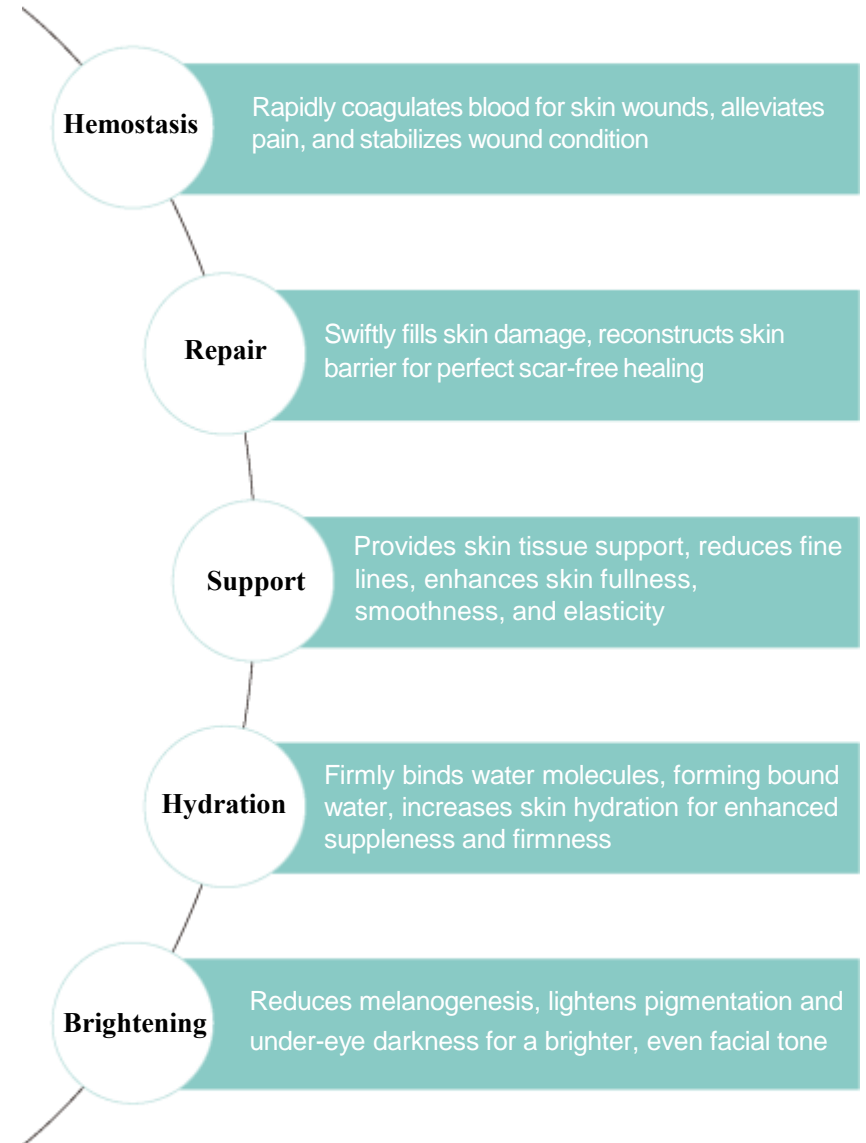 Hemostasis
Rapidly coagulates blood for skin wounds, alleviates
pain, and stabilizes wound condition
Repair
Swiftly fills skin damage, reconstructs skin
barrier for perfect scar-free healing
Support
Provides skin tissue support, reduces fine
lines, enhances skin fullness,
smoothness, and elasticity
Hydration
Firmly binds water molecules, forming bound
water, increases skin hydration for enhanced
suppleness and firmness
Brightening
Reduces melanogenesis, lightens pigmentation and
under-eye darkness for a brighter, even facial tone